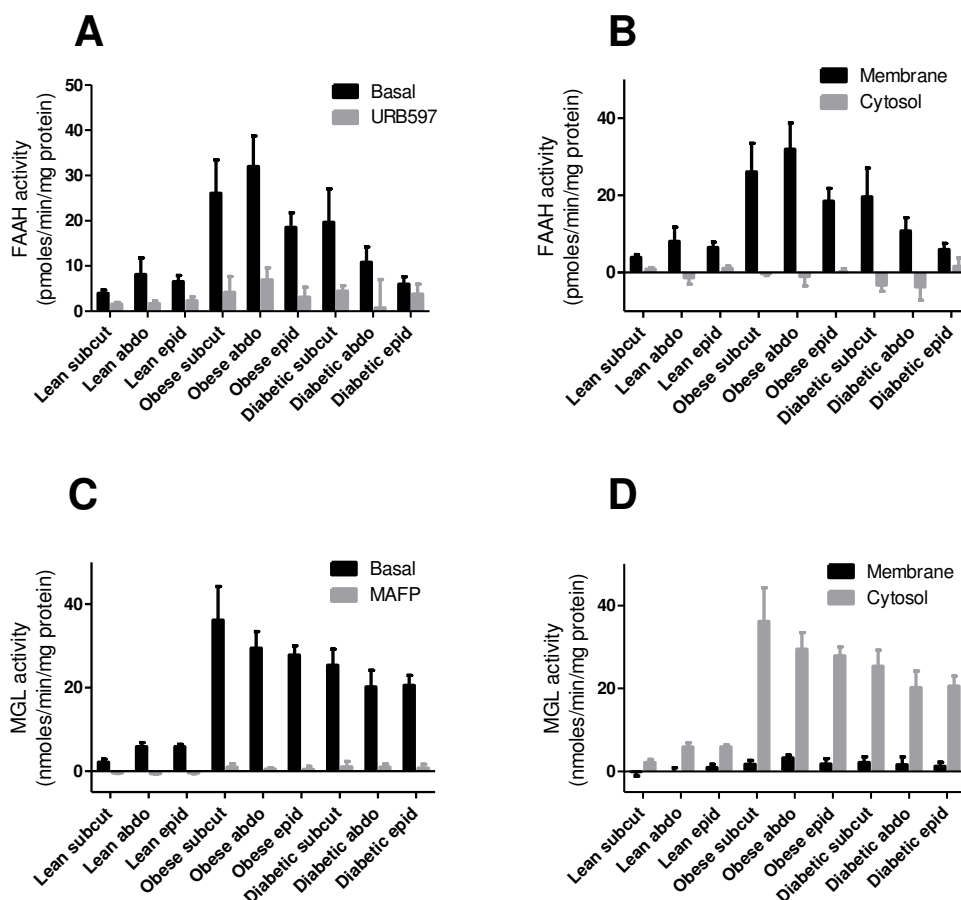 A
Basal
URB597
FAAH activity
(pmoles/min/mg protein)
50
40
30
20
10
0
Lean subcut
Lean abdo
Lean epid
Obese subcut
Obese abdo
Obese epid
Diabetic subcut
Diabetic abdo
Diabetic epid
B
Membrane
Cytosol
FAAH activity
(pmoles/min/mg protein)
40
20
0
Lean subcut
Lean abdo
Lean epid
Obese subcut
Obese abdo
Obese epid
Diabetic subcut
Diabetic abdo
Diabetic epid
C
Basal
MAFP
MGL activity
(nmoles/min/mg protein)
40
20
0
Lean subcut
Lean abdo
Lean epid
Obese subcut
Obese abdo
Obese epid
Diabetic subcut
Diabetic abdo
Diabetic epid
D
Membrane
Cytosol
MGL activity
(nmoles/min/mg protein)
40
20
0
Lean subcut
Lean abdo
Lean epid
Obese subcut
Obese abdo
Obese epid
Diabetic subcut
Diabetic abdo
Diabetic epid